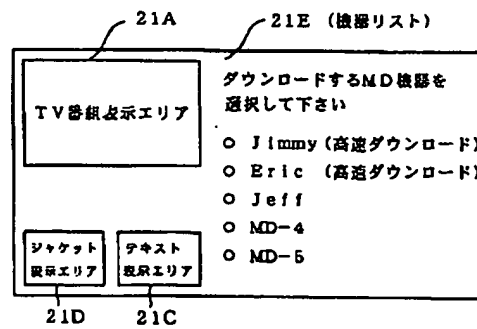 21A
21E (機器リスト)
TV番組表示エリア
ダウンロードするMD機器を
選択して下さい
○ Jimmy(高速ダウンロード)
○ Eric (高速ダウンロード)
○ Jeff
○ MD-4
○ MD-5
ジャケット
表示エリア
テキスト
表示エリア
21D
21C